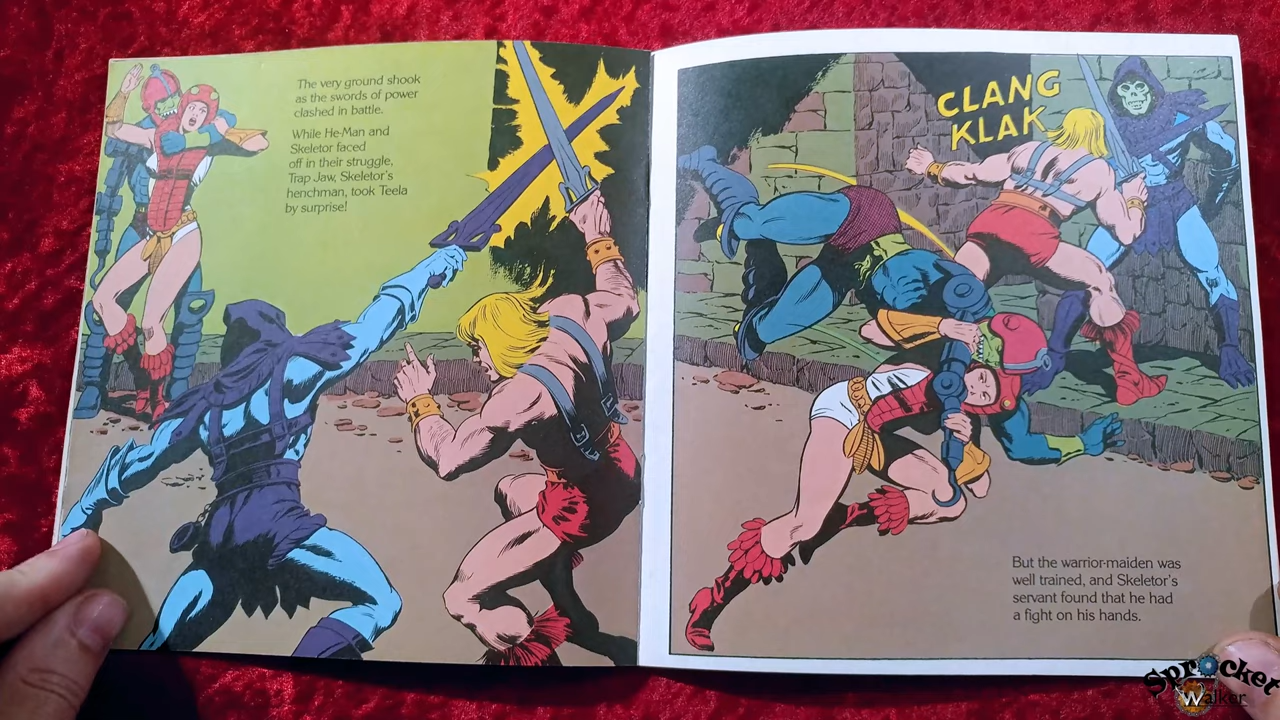 The very ground shook
as the swords of power
clashed in battle.
While He-Man and
Skeletor faced
off in their struggle,
Trap Jaw, Skeletor's
henchman, took Teela
by surprise!
CLANG
KLAK
But the warrior-maiden was
well trained, and Skeletor's
servant found that he had
a fight on his hands.
Sprocket
Walker